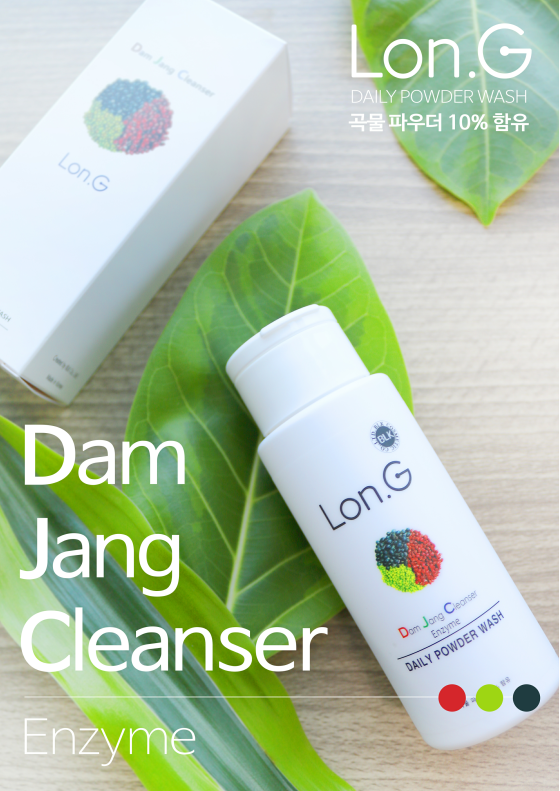 Lon.G
DAILY POWDER WASH
곡물 파우더 10% 함유
Dam Jang Cleanser
Lon.G
Dam
Jang
Cleanser
Enzyme
BLK
Lon.G
Dam Jang Cleanser
Enzyme
DAILY POWDER WASH